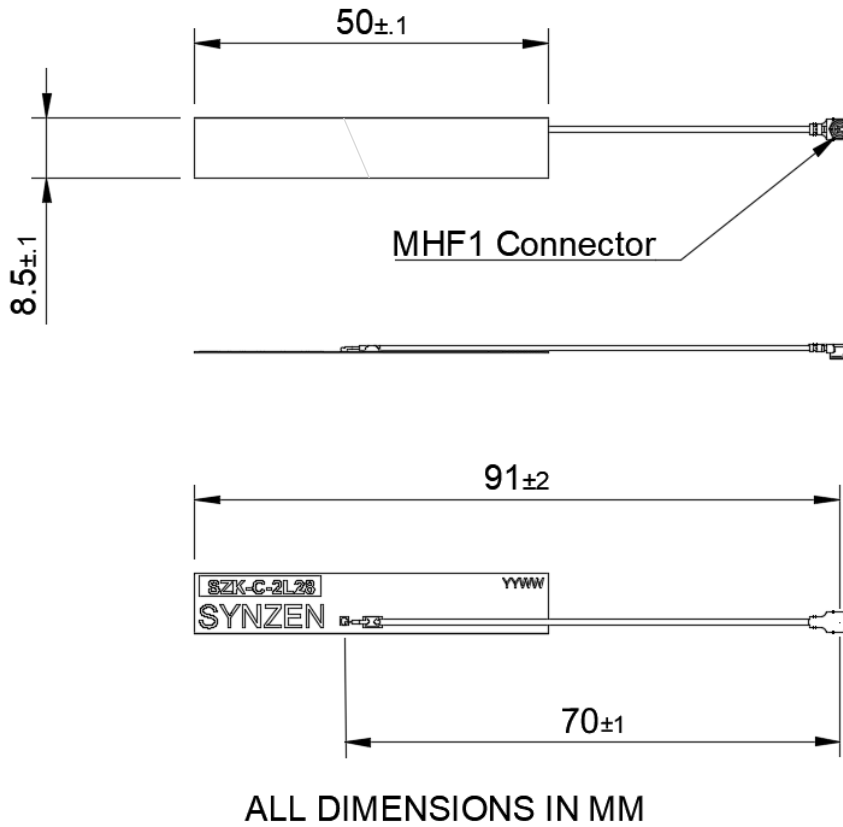 50±.1
8.5±.1
MHF1 Connector
91±2
SZK-C-2L28
YYWW
SYNZEN
70±1
ALL DIMENSIONS IN MM